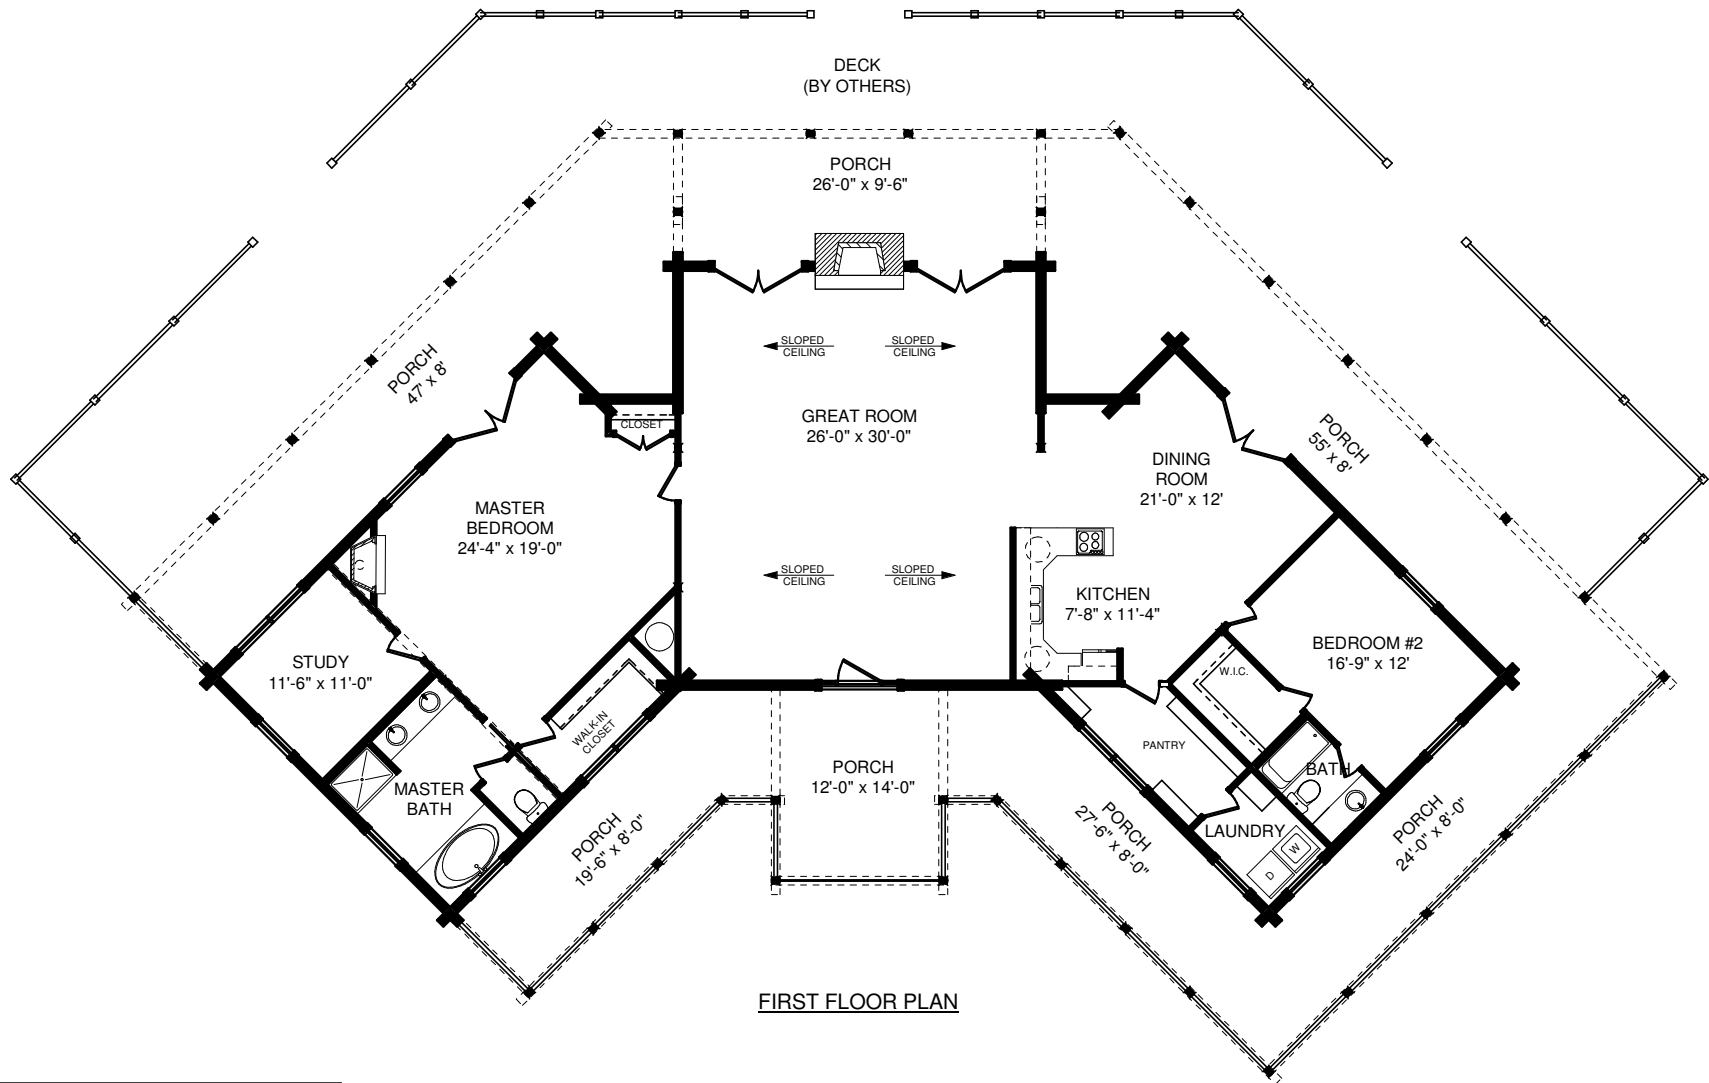 DECK
(BY OTHERS)
PORCH
26'-0" x 9'-6"
SLOPED
CEILING
SLOPED
CEILING
PORCH
47' x 8'
CLOSET
GREAT ROOM
26'-0" x 30'-0"
PORCH
55' x 8'
DINING
ROOM
21'-0" x 12'
MASTER
BEDROOM
24'-4" x 19'-0"
SLOPED
CEILING
SLOPED
CEILING
KITCHEN
7'-8" x 11'-4"
STUDY
11'-6" x 11'-0"
BEDROOM #2
16'-9" x 12'
W.I.C.
WALK-IN
CLOSET
PANTRY
MASTER
BATH
PORCH
12'-0" x 14'-0"
BATH
PORCH
19'-6" x 8'-0"
PORCH
27'-6" x 8'-0"
LAUNDRY
W
D
PORCH
24'-0" x 8'-0"
FIRST FLOOR PLAN